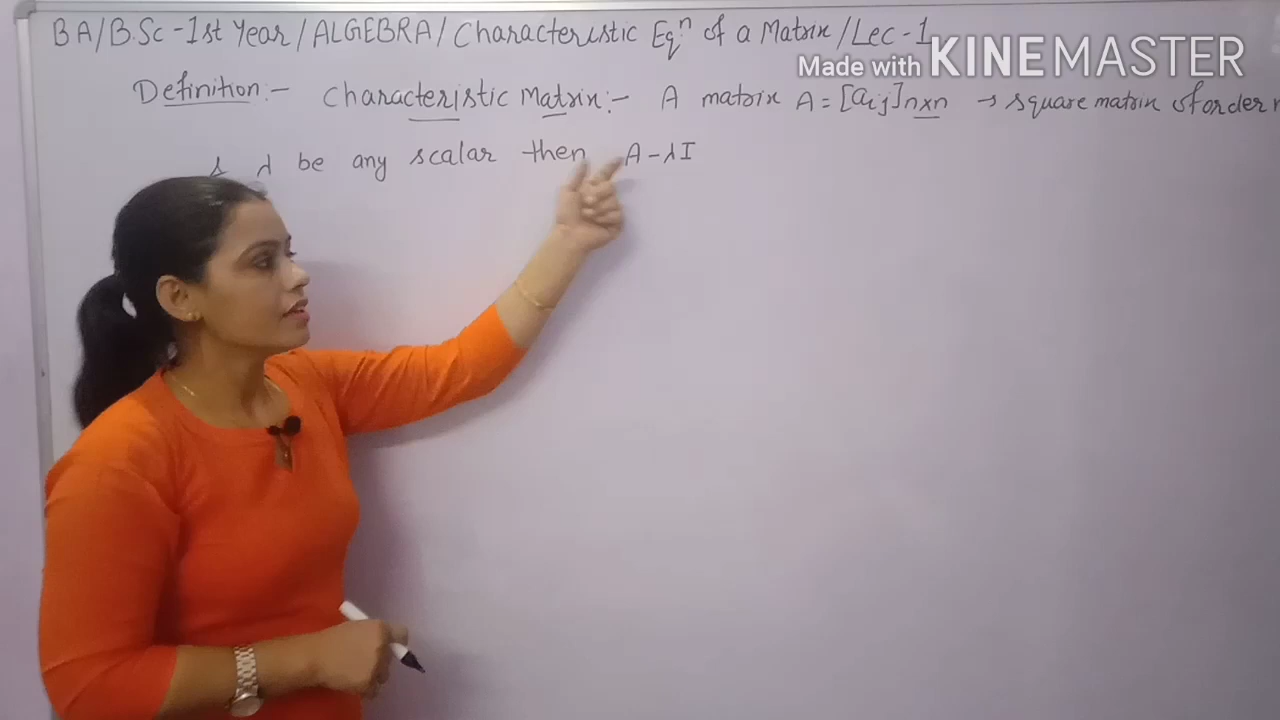 BA/B.Sc-1st Year/ALGEBRA/Characteristic Eqⁿ of a Matrix/Lec-1
Made with KINEMASTER
Definition:- Characteristic Matrix:- A matrix A = [aij]n×n → square matrix of order n
& λ be any scalar then A-λI